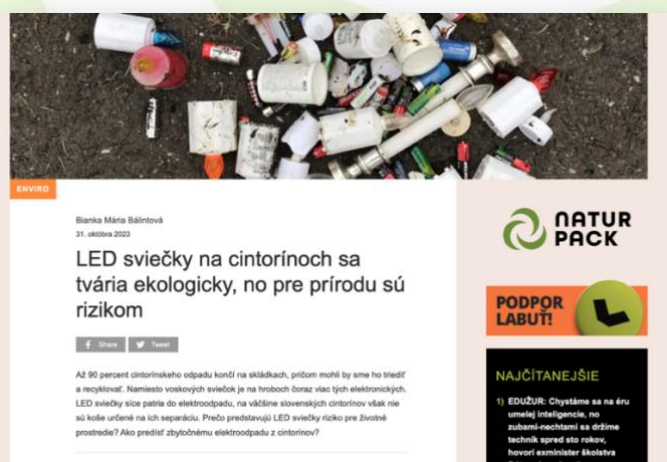 ENVIRO
Bianka Mária Bálintová
31. októbra 2023
LED sviečky na cintorínoch sa
tvária ekologicky, no pre prírodu sú
rizikom
Share
Tweet
Až 90 percent cintorínskeho odpadu končí na skládkach, pričom mohli by sme ho triediť
a recyklovať. Namiesto voskových sviečok je na hroboch čoraz viac tých elektronických.
LED sviečky síce patria do elektroodpadu, na väčšine slovenských cintorínov však nie
sú koše určené na ich separáciu. Prečo predstavujú LED sviečky riziko pre životné
prostredie? Ako predísť zbytočnému elektroodpadu z cintorínov?
NATUR
PACK
PODPOR
LABUŤ!
NAJČÍTANEJŠIE
1) EDUŽUR: Chystáme sa na éru
umelej inteligencie, no
zubami-nechtami sa držíme
techník spred sto rokov,
hovorí exminister školstva